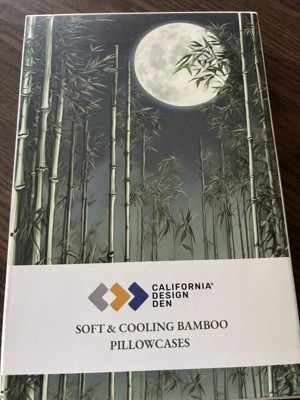 CALIFORNIA®
DESIGN
DEN
SOFT & COOLING BAMBOO
PILLOWCASES